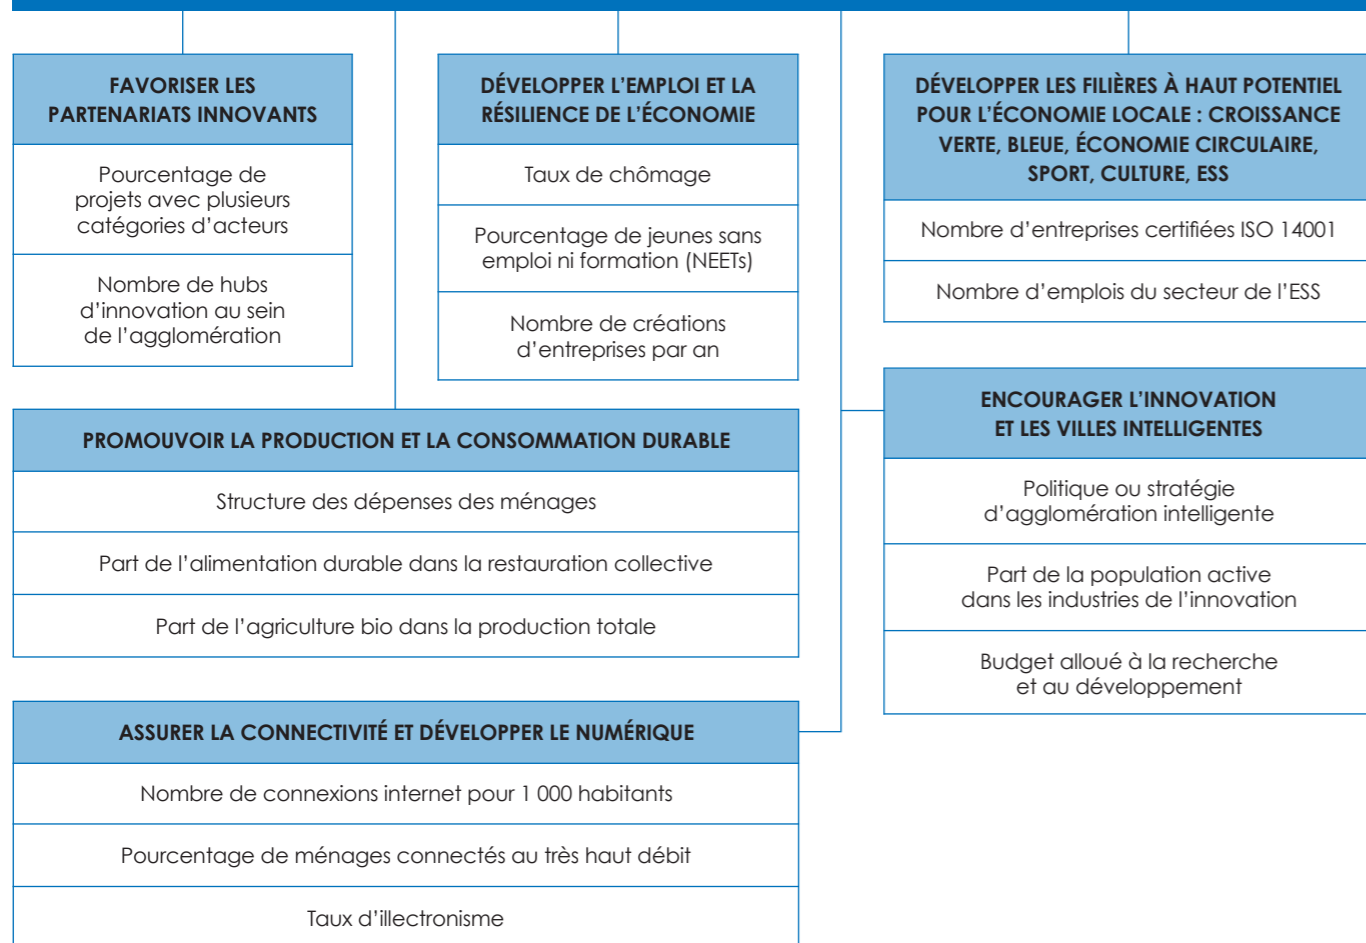 FAVORISER LES
PARTENARIATS INNOVANTS
Pourcentage de
projets avec plusieurs
catégories d’acteurs
Nombre de hubs
d’innovation au sein
de l’agglomération
DÉVELOPPER L’EMPLOI ET LA
RÉSILIENCE DE L’ÉCONOMIE
Taux de chômage
Pourcentage de jeunes sans
emploi ni formation (NEETs)
Nombre de créations
d’entreprises par an
DÉVELOPPER LES FILIÈRES À HAUT POTENTIEL
POUR L’ÉCONOMIE LOCALE : CROISSANCE
VERTE, BLEUE, ÉCONOMIE CIRCULAIRE,
SPORT, CULTURE, ESS
Nombre d’entreprises certifiées ISO 14001
Nombre d’emplois du secteur de l’ESS
PROMOUVOIR LA PRODUCTION ET LA CONSOMMATION DURABLE
Structure des dépenses des ménages
Part de l’alimentation durable dans la restauration collective
Part de l’agriculture bio dans la production totale
ENCOURAGER L’INNOVATION
ET LES VILLES INTELLIGENTES
Politique ou stratégie
d’agglomération intelligente
Part de la population active
dans les industries de l’innovation
Budget alloué à la recherche
et au développement
ASSURER LA CONNECTIVITÉ ET DÉVELOPPER LE NUMÉRIQUE
Nombre de connexions internet pour 1 000 habitants
Pourcentage de ménages connectés au très haut débit
Taux d’illectronisme